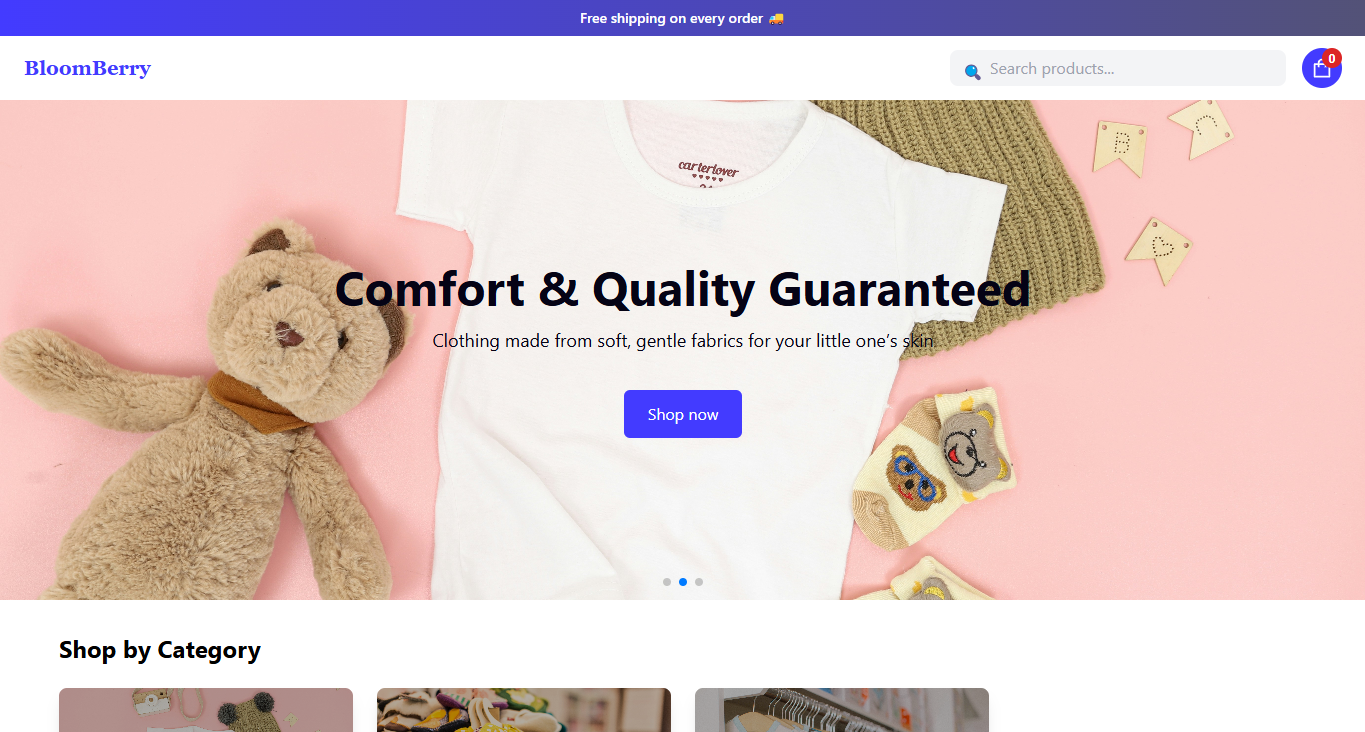 Free shipping on every order 🚚
BloomBerry
Search products...
0
carterlover
Comfort & Quality Guaranteed
Clothing made from soft, gentle fabrics for your little one’s skin
Shop now
Shop by Category